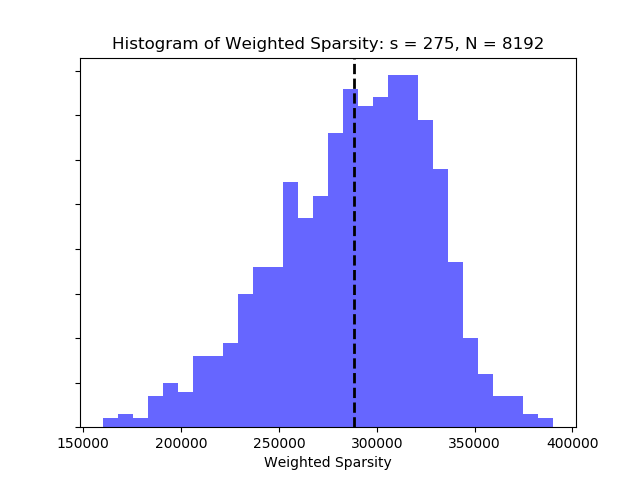 Histogram of Weighted Sparsity: s = 275, N = 8192
150000 200000 250000 300000 350000 400000
Weighted Sparsity